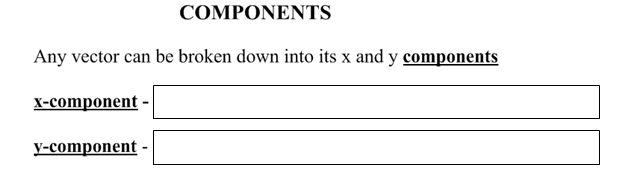 COMPONENTS
Any vector can be broken down into its x and y components
x-component -
y-component -